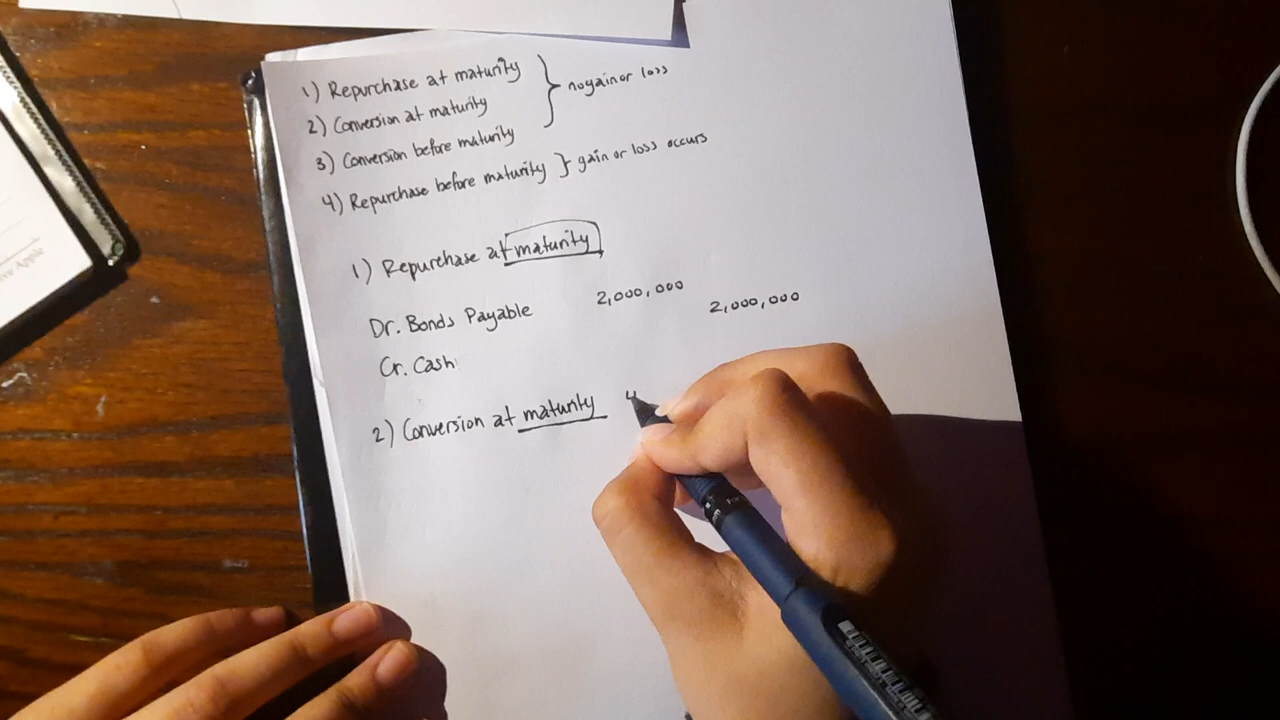 1) Repurchase at maturity
2) Conversion at maturity
3) Conversion before maturity
} no gain or loss
4) Repurchase before maturity } gain or loss occurs
1) Repurchase at maturity
Dr. Bonds Payable 2,000,000
Cr. Cash 2,000,000
2) Conversion at maturity
Apple